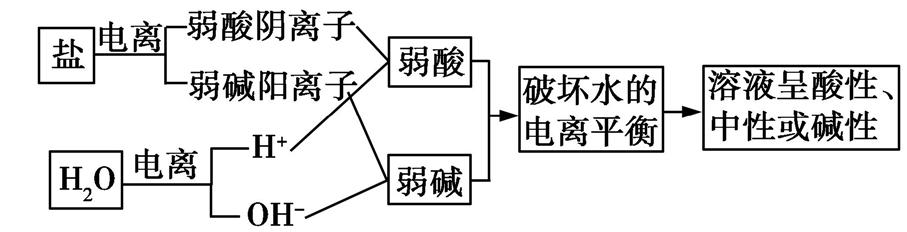 盐
电离
弱酸阴离子
弱碱阳离子
H₂O
电离
H⁺
OH⁻
弱酸
弱碱
破坏水的
电离平衡
溶液呈酸性、
中性或碱性